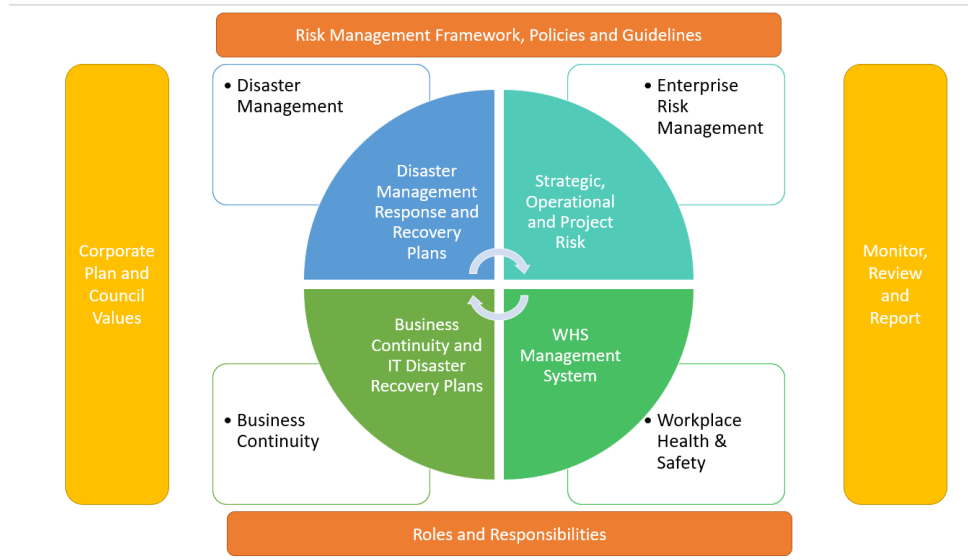 Risk Management Framework, Policies and Guidelines
• Disaster
Management
• Enterprise
Risk
Management
Disaster
Management
Response and
Recovery
Plans
Strategic,
Operational
and Project
Risk
Corporate
Plan and
Council
Values
Monitor,
Review
and
Report
Business
Continuity and
IT Disaster
Recovery Plans
WHS
Management
System
• Business
Continuity
• Workplace
Health &
Safety
Roles and Responsibilities